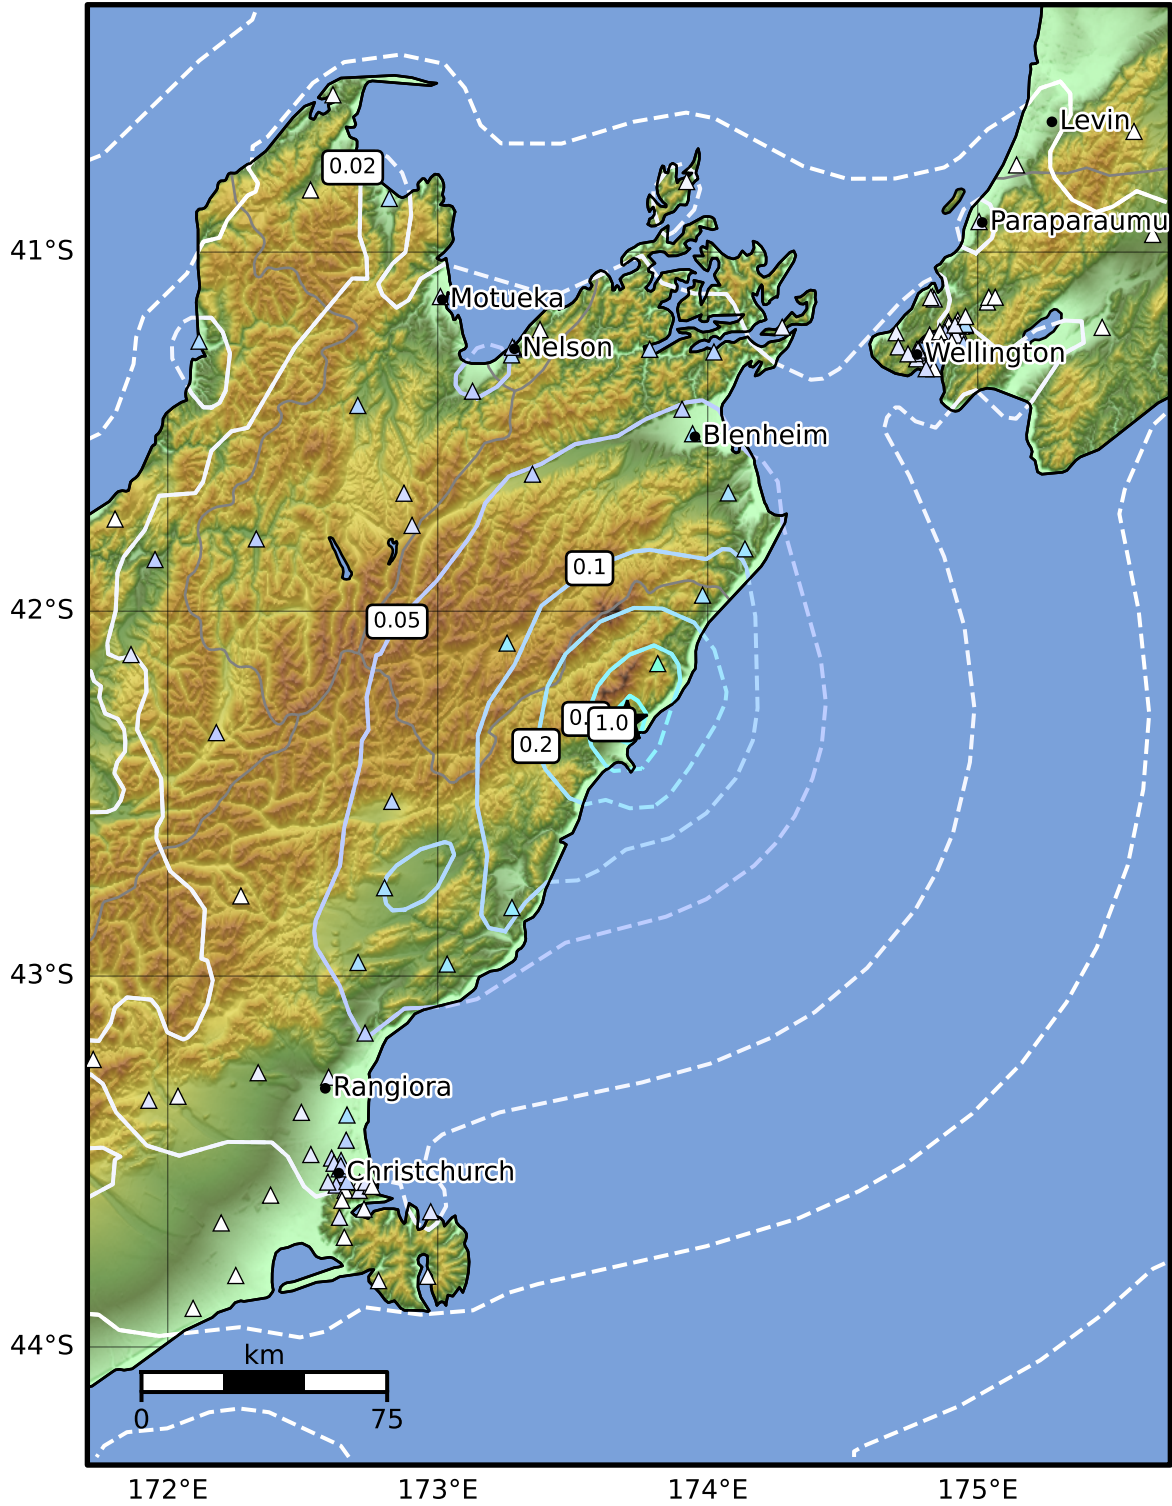 Levin
0.02
Paraparaumu
41°S
Motueka
Nelson
Wellington
Blenheim
0.1
42°S
0.05
1.0
0.2
43°S
Rangiora
Christchurch
44°S
km
0 75
172°E 173°E 174°E 175°E